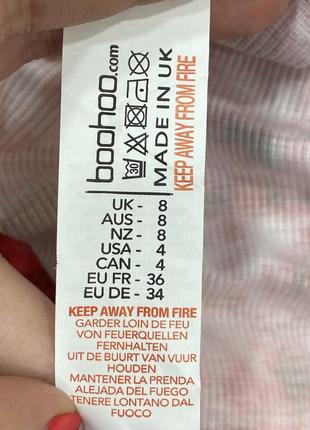 boohoo.com
30
MADE IN UK
KEEP AWAY FROM FIRE
UK - 8
AUS - 8
NZ - 8
USA - 4
CAN - 4
EU FR - 36
EU DE - 34
KEEP AWAY FROM FIRE
GARDER LOIN DE FEU
VON FEUERQUELLEN
FERNHALTEN
UIT DE BUURT VAN VUUR
HOUDEN
MANTENER LA PRENDA
ALEJADA DEL FUEGO
TENERE LONTANO DAL
FUOCO